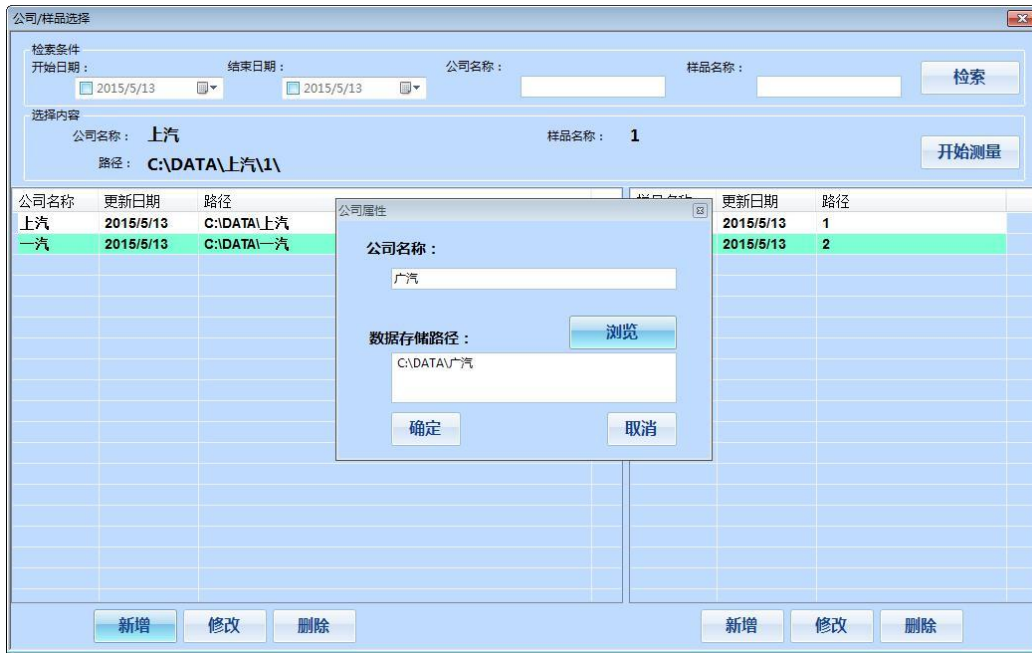 公司/样品选择
检索条件
开始日期： 结束日期： 公司名称： 样品名称：
2015/5/13 2015/5/13 检索
选择内容
公司名称： 上汽 样品名称： 1
路径： C:\DATA\上汽\1\ 开始测量
公司名称 更新日期 路径 更新日期 路径
上汽 2015/5/13 C:\DATA\上汽 2015/5/13 1
一汽 2015/5/13 C:\DATA\一汽 2015/5/13 2
公司属性
公司名称：
广汽
数据存储路径： 浏览
C:\DATA\广汽
确定 取消
新增 修改 删除 新增 修改 删除